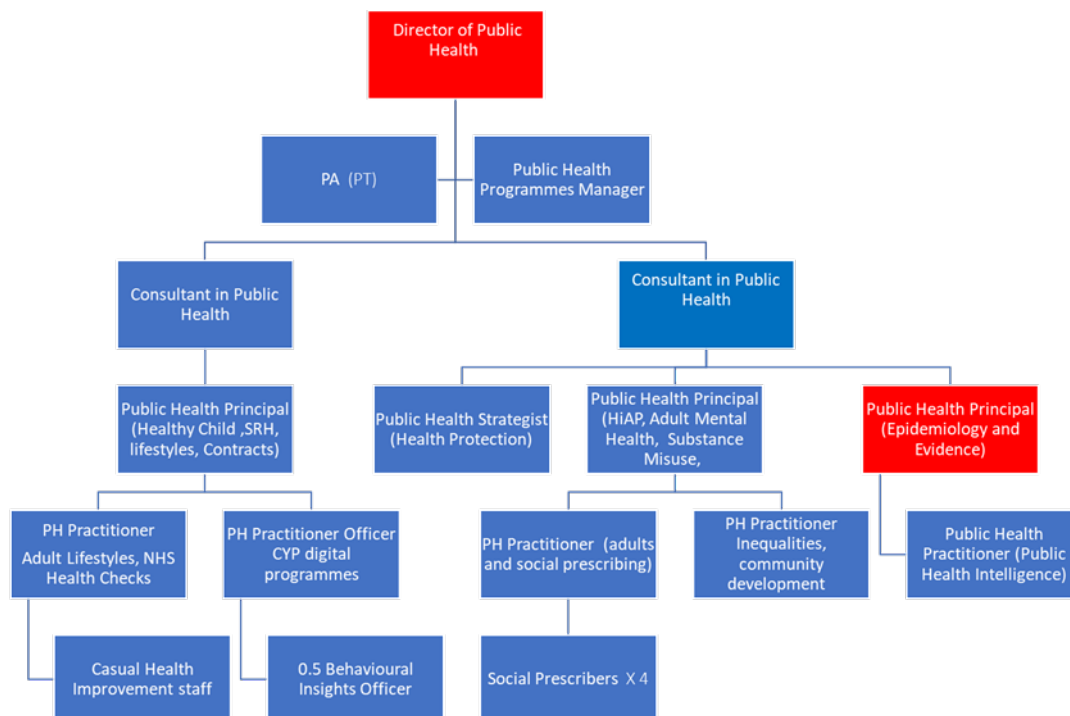 Director of Public
Health
PA (PT)
Public Health
Programmes Manager
Consultant in Public
Health
Consultant in Public
Health
Public Health Principal
(Healthy Child ,SRH,
lifestyles, Contracts)
Public Health Strategist
(Health Protection)
Public Health Principal
(HiAP, Adult Mental
Health, Substance
Misuse,
Public Health Principal
(Epidemiology and
Evidence)
PH Practitioner
Adult Lifestyles, NHS
Health Checks
PH Practitioner Officer
CYP digital
programmes
PH Practitioner (adults
and social prescribing)
PH Practitioner
Inequalities,
community
development
Public Health
Practitioner (Public
Health Intelligence)
Casual Health
Improvement staff
0.5 Behavioural
Insights Officer
Social Prescribers X 4